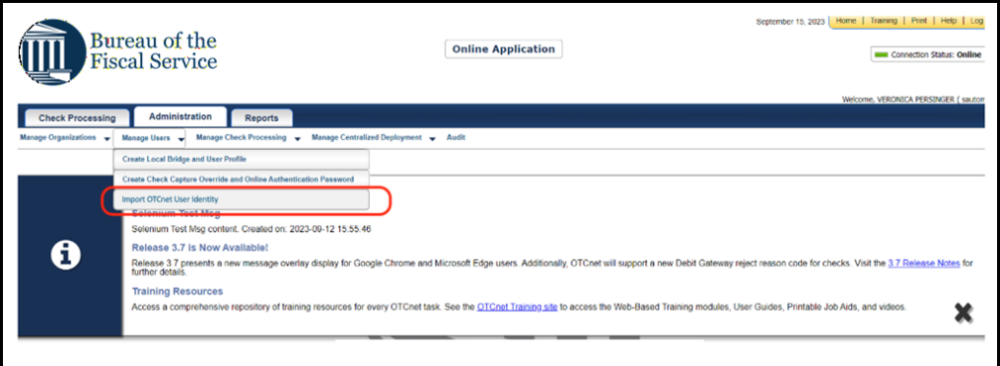 September 15, 2023 Home | Training | Print | Help | Log
Bureau of the
Fiscal Service
Online Application
Connection Status: Online
Welcome, VERONICA PERSINGER ( sautom
Check Processing Administration Reports
Manage Organizations Manage Users Manage Check Processing Manage Centralized Deployment Audit
Create Local Bridge and User Profile
Create Check Capture Override and Online Authentication Password
Import OTCnet User Identity
Selenium Test Msg
Selenium Test Msg content. Created on: 2023-09-12 15.55.46
Release 3.7 is Now Available!
Release 3.7 presents a new message overlay display for Google Chrome and Microsoft Edge users. Additionally, OTCnet will support a new Debit Gateway reject reason code for checks. Visit the 3.7 Release Notes for
further details.
Training Resources
Access a comprehensive repository of training resources for every OTCnet task. See the OTCnet Training site to access the Web-Based Training modules, User Guides, Printable Job Aids, and videos.